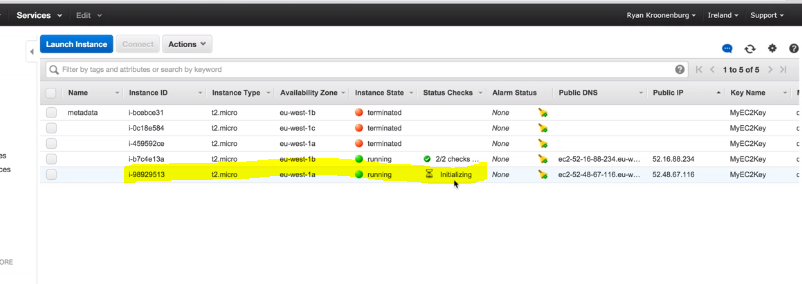 Services Edit Ryan Kroonenburg Ireland Support
Launch Instance Connect Actions
Filter by tags and attributes or search by keyword 1 to 5 of 5
Name Instance ID Instance Type Availability Zone Instance State Status Checks Alarm Status Public DNS Public IP Key Name
metadata i-bcebce31 t2.micro eu-west-1b terminated None MyEC2Key
i-0c18e584 t2.micro eu-west-1c terminated None MyEC2Key
i-459592ce t2.micro eu-west-1a terminated None MyEC2Key
i-b7c4e13a t2.micro eu-west-1b running 2/2 checks ... None ec2-52-16-88-234.eu-w... 52.16.88.234 MyEC2Key
i-98929513 t2.micro eu-west-1a running Initializing None ec2-52-48-67-116.eu-w... 52.48.67.116 MyEC2Key